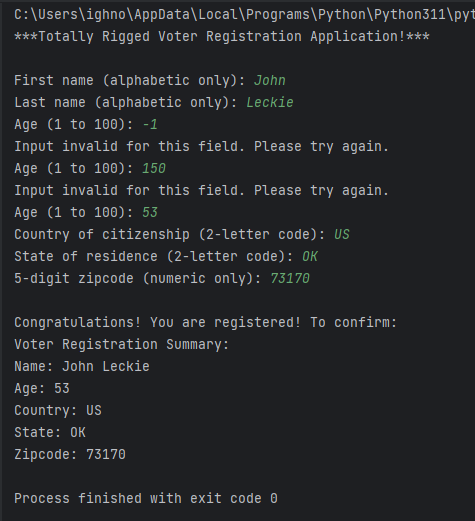 C:\Users\ighno\AppData\Local\Programs\Python\Python311\pyt
***Totally Rigged Voter Registration Application!***
First name (alphabetic only): John
Last name (alphabetic only): Leckie
Age (1 to 100): -1
Input invalid for this field. Please try again.
Age (1 to 100): 150
Input invalid for this field. Please try again.
Age (1 to 100): 53
Country of citizenship (2-letter code): US
State of residence (2-letter code): OK
5-digit zipcode (numeric only): 73170
Congratulations! You are registered! To confirm:
Voter Registration Summary:
Name: John Leckie
Age: 53
Country: US
State: OK
Zipcode: 73170
Process finished with exit code 0